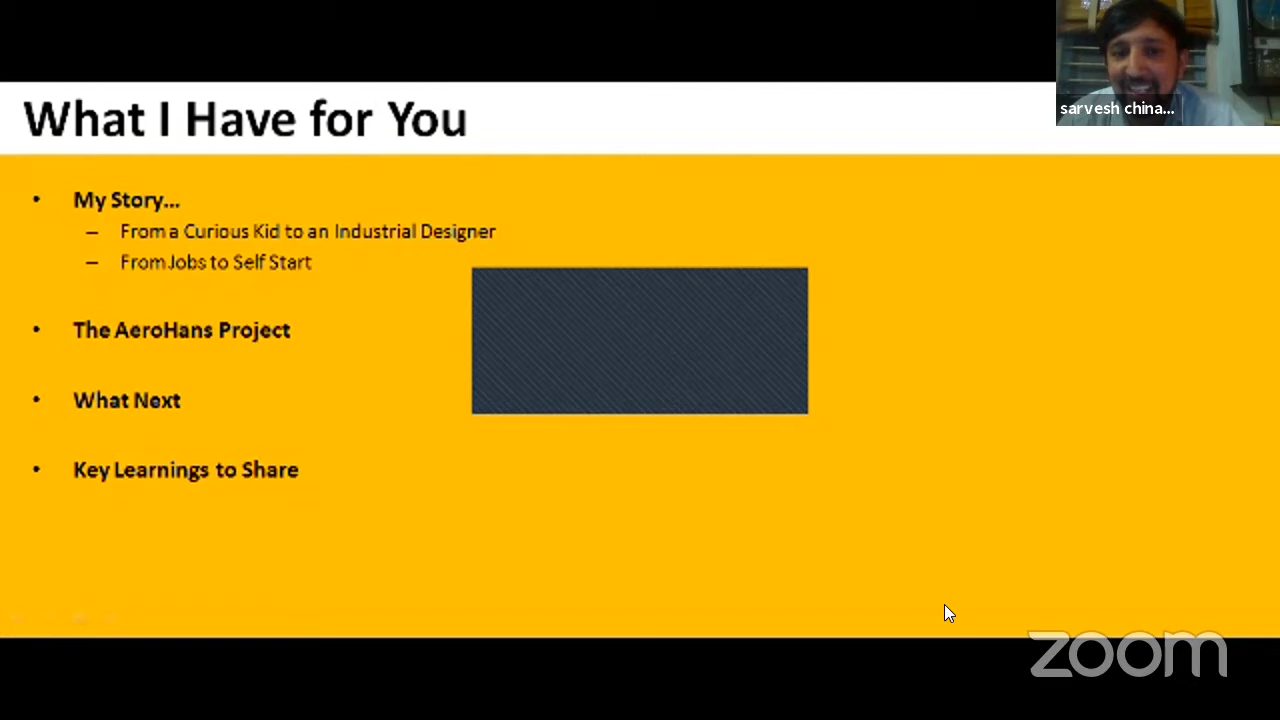 What I Have for You
sarvesh china...
• My Story...
– From a Curious Kid to an Industrial Designer
– From Jobs to Self Start
• The AeroHans Project
• What Next
• Key Learnings to Share
zoom